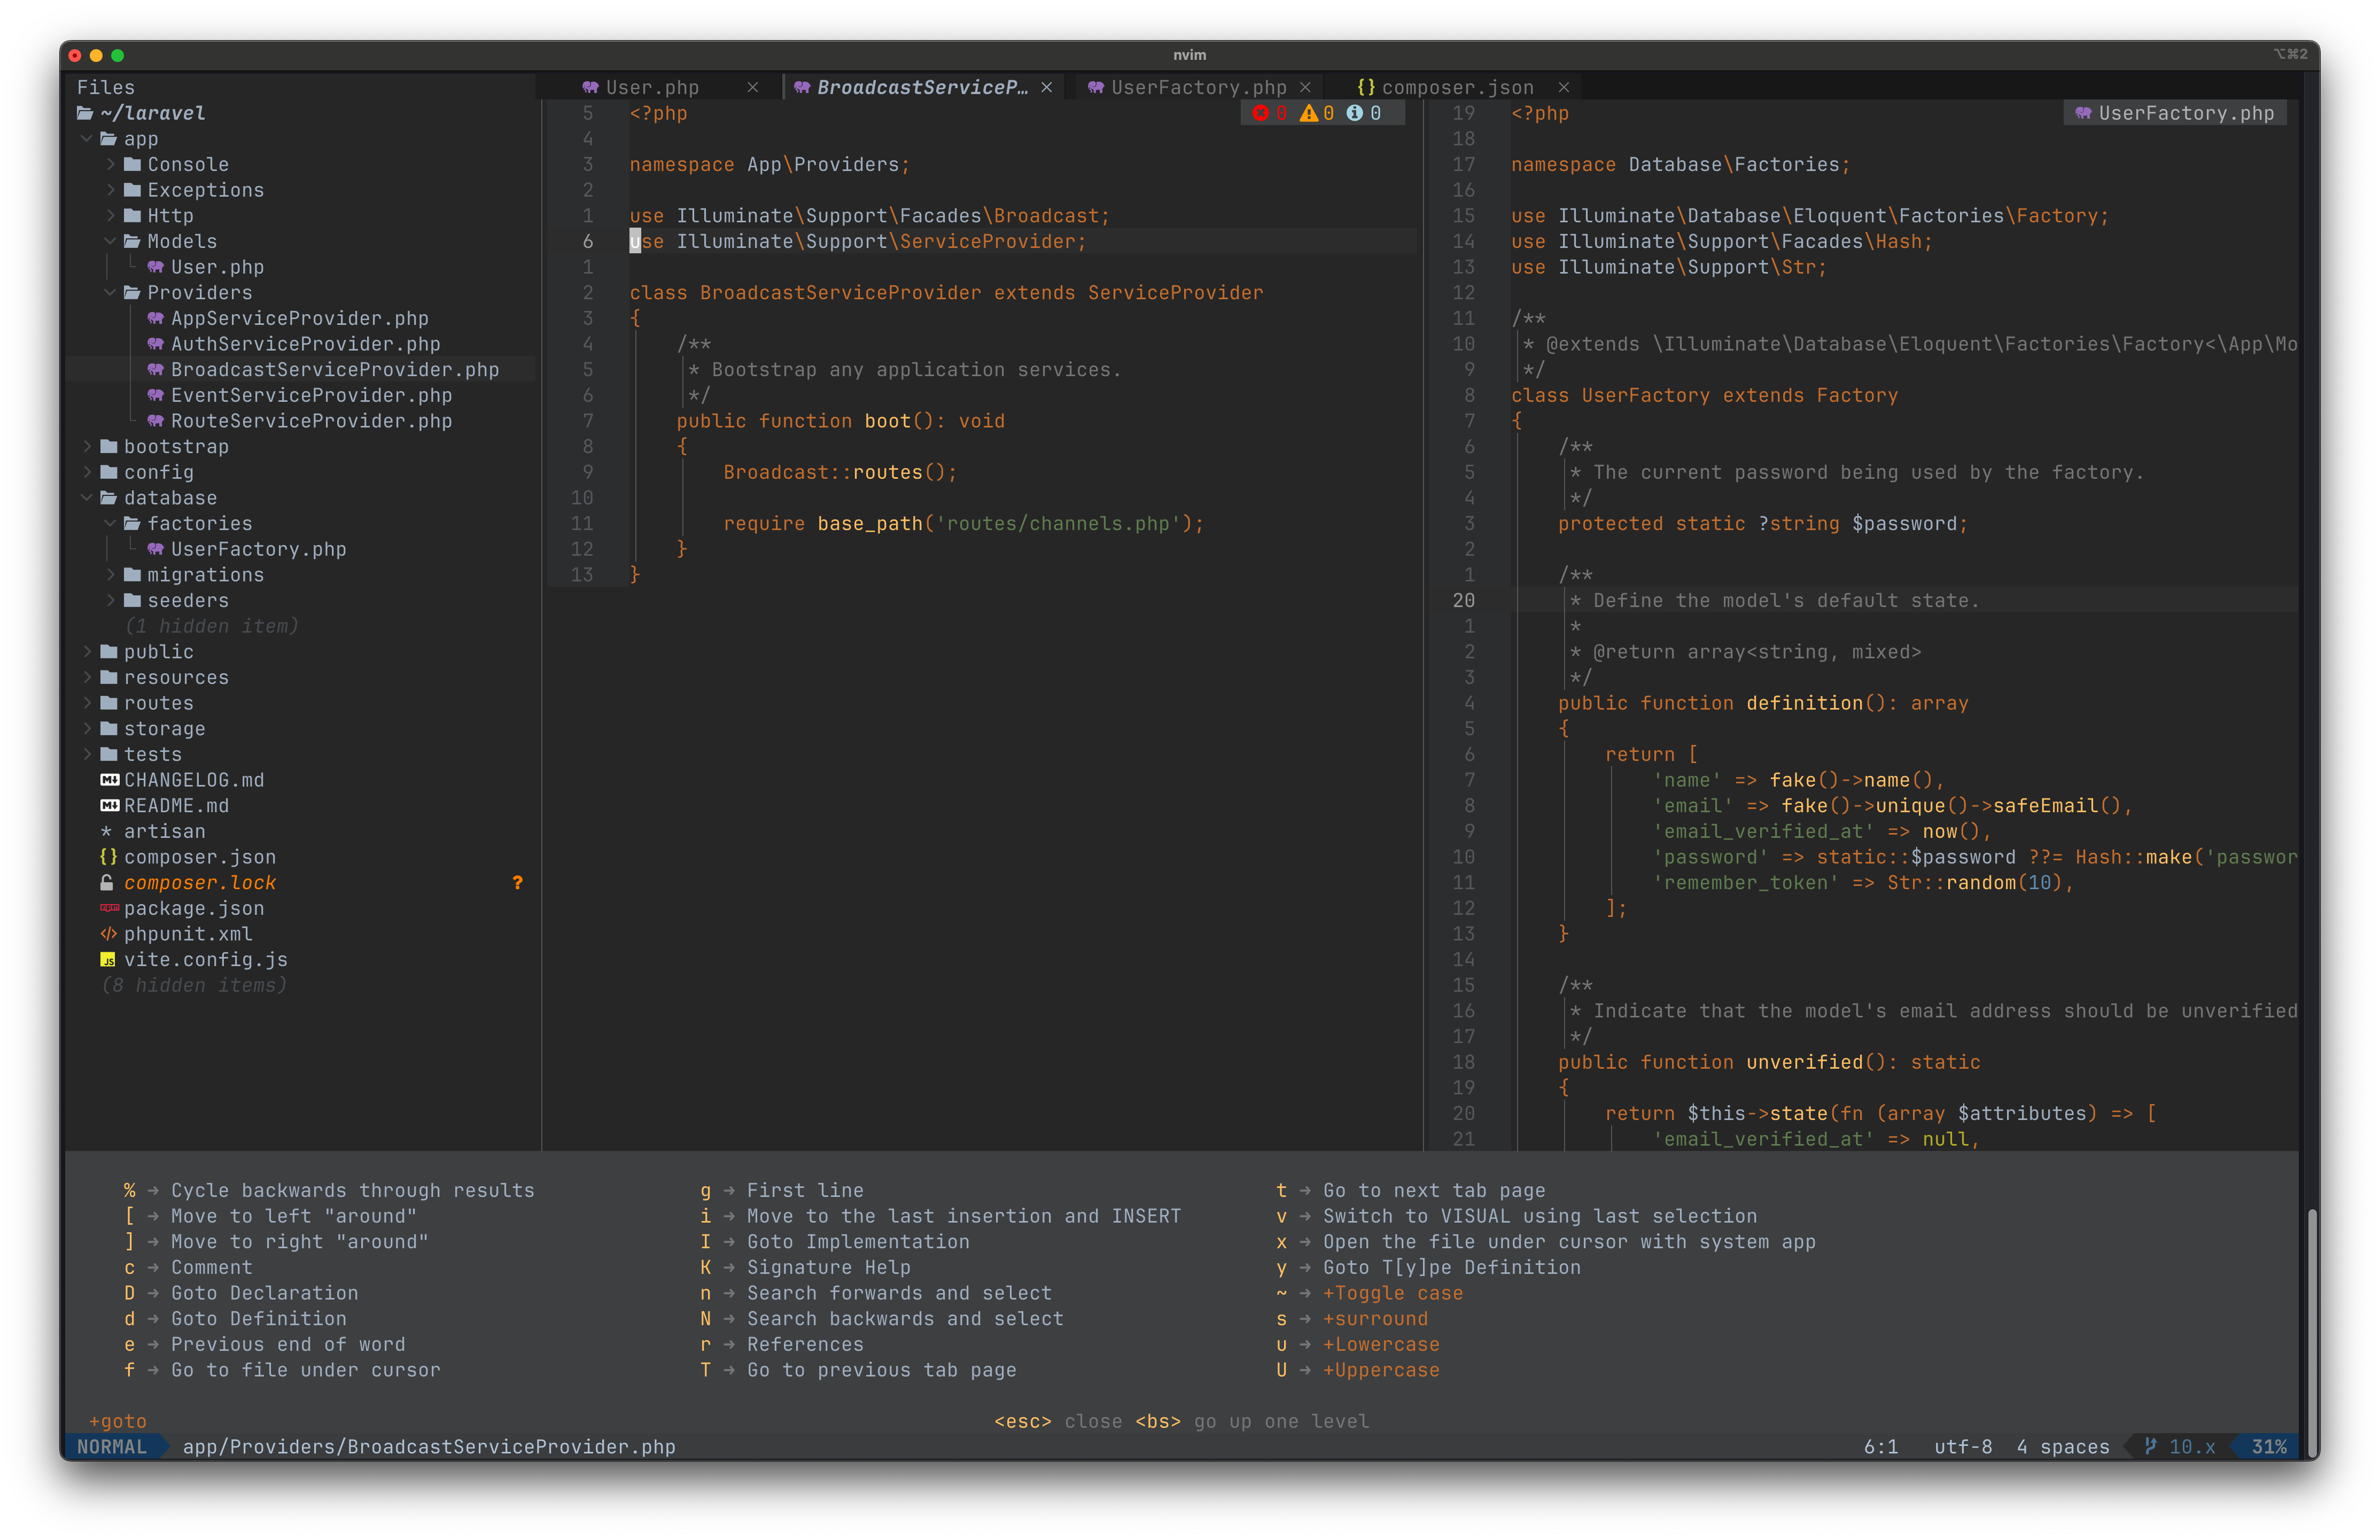 nvim
⌥⌘2
Files
~/laravel
app
Console
Exceptions
Http
Models
User.php
Providers
AppServiceProvider.php
AuthServiceProvider.php
BroadcastServiceProvider.php
EventServiceProvider.php
RouteServiceProvider.php
bootstrap
config
database
factories
UserFactory.php
migrations
seeders
(1 hidden item)
public
resources
routes
storage
tests
CHANGELOG.md
README.md
* artisan
{} composer.json
composer.lock ?
package.json
</> phpunit.xml
JS vite.config.js
(8 hidden items)
User.php × BroadcastServiceP… × UserFactory.php × {} composer.json ×
0 0 0
5 <?php
4
3 namespace App\Providers;
2
1 use Illuminate\Support\Facades\Broadcast;
6 use Illuminate\Support\ServiceProvider;
1
2 class BroadcastServiceProvider extends ServiceProvider
3 {
4 /**
5 * Bootstrap any application services.
6 */
7 public function boot(): void
8 {
9 Broadcast::routes();
10
11 require base_path('routes/channels.php');
12 }
13 }
UserFactory.php
19 <?php
18
17 namespace Database\Factories;
16
15 use Illuminate\Database\Eloquent\Factories\Factory;
14 use Illuminate\Support\Facades\Hash;
13 use Illuminate\Support\Str;
12
11 /**
10 * @extends \Illuminate\Database\Eloquent\Factories\Factory<\App\Mo
9 */
8 class UserFactory extends Factory
7 {
6 /**
5 * The current password being used by the factory.
4 */
3 protected static ?string $password;
2
1 /**
20 * Define the model's default state.
1 *
2 * @return array<string, mixed>
3 */
4 public function definition(): array
5 {
6 return [
7 'name' => fake()->name(),
8 'email' => fake()->unique()->safeEmail(),
9 'email_verified_at' => now(),
10 'password' => static::$password ??= Hash::make('passwor
11 'remember_token' => Str::random(10),
12 ];
13 }
14
15 /**
16 * Indicate that the model's email address should be unverified
17 */
18 public function unverified(): static
19 {
20 return $this->state(fn (array $attributes) => [
21 'email_verified_at' => null,
% → Cycle backwards through results
[ → Move to left "around"
] → Move to right "around"
c → Comment
D → Goto Declaration
d → Goto Definition
e → Previous end of word
f → Go to file under cursor
g → First line
i → Move to the last insertion and INSERT
I → Goto Implementation
K → Signature Help
n → Search forwards and select
N → Search backwards and select
r → References
T → Go to previous tab page
t → Go to next tab page
v → Switch to VISUAL using last selection
x → Open the file under cursor with system app
y → Goto T[y]pe Definition
~ → +Toggle case
s → +surround
u → +Lowercase
U → +Uppercase
+goto
<esc> close <bs> go up one level
NORMAL app/Providers/BroadcastServiceProvider.php 6:1 utf-8 4 spaces 10.x 31%